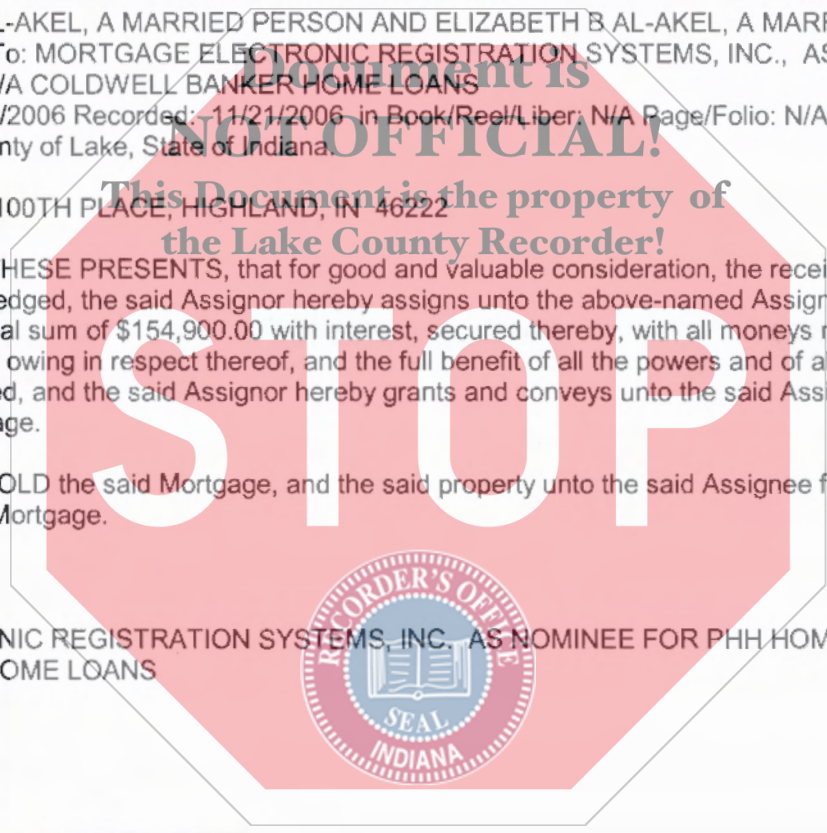 L-AKEL, A MARRIED PERSON AND ELIZABETH B AL-AKEL, A MARR
To: MORTGAGE ELECTRONIC REGISTRATION SYSTEMS, INC., AS
/A COLDWELL BANKER HOME LOANS
Document is
/2006 Recorded: 11/21/2006 in Book/Reel/Liber: N/A Page/Folio: N/A
nty of Lake, State of Indiana.
NOT OFFICIAL!
This Document is the property of
100TH PLACE, HIGHLAND, IN 46222
the Lake County Recorder!
HESE PRESENTS, that for good and valuable consideration, the recei
edged, the said Assignor hereby assigns unto the above-named Assign
al sum of $154,900.00 with interest, secured thereby, with all moneys
owing in respect thereof, and the full benefit of all the powers and of a
ed, and the said Assignor hereby grants and conveys unto the said Assi
age.
STOP
OLD the said Mortgage, and the said property unto the said Assignee f
Mortgage.
RECORDER'S OFFICE
NIC REGISTRATION SYSTEMS, INC. AS NOMINEE FOR PHH HOM
OME LOANS
SEAL
INDIANA